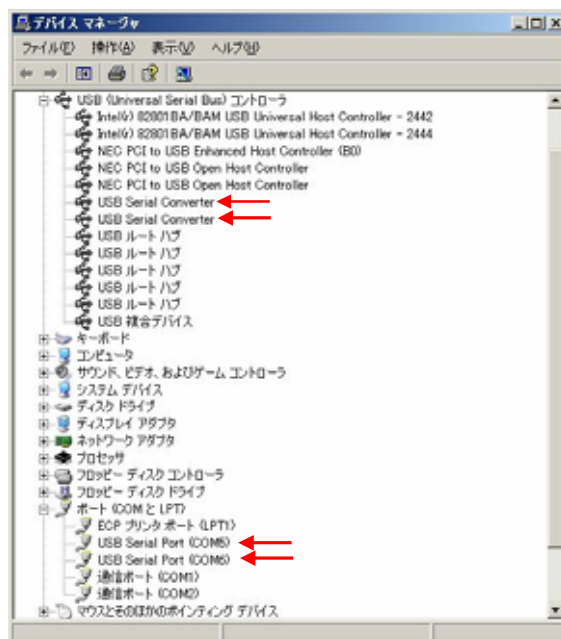 デバイス マネージャ
ファイル(F) 操作(A) 表示(V) ヘルプ(H)
USB (Universal Serial Bus) コントローラ
Intel(r) 82801BA/BAM USB Universal Host Controller - 2442
Intel(r) 82801BA/BAM USB Universal Host Controller - 2444
NEC PCI to USB Enhanced Host Controller (B0)
NEC PCI to USB Open Host Controller
NEC PCI to USB Open Host Controller
USB Serial Converter
USB Serial Converter
USB ルート ハブ
USB ルート ハブ
USB ルート ハブ
USB ルート ハブ
USB ルート ハブ
USB 複合デバイス
キーボード
コンピュータ
サウンド、ビデオ、およびゲーム コントローラ
システム デバイス
ディスク ドライブ
ディスプレイ アダプタ
ネットワーク アダプタ
プロセッサ
フロッピー ディスク コントローラ
フロッピー ディスク ドライブ
ポート (COM と LPT)
ECP プリンタ ポート (LPT1)
USB Serial Port (COM5)
USB Serial Port (COM6)
通信ポート (COM1)
通信ポート (COM2)
マウスとそのほかのポインティング デバイス